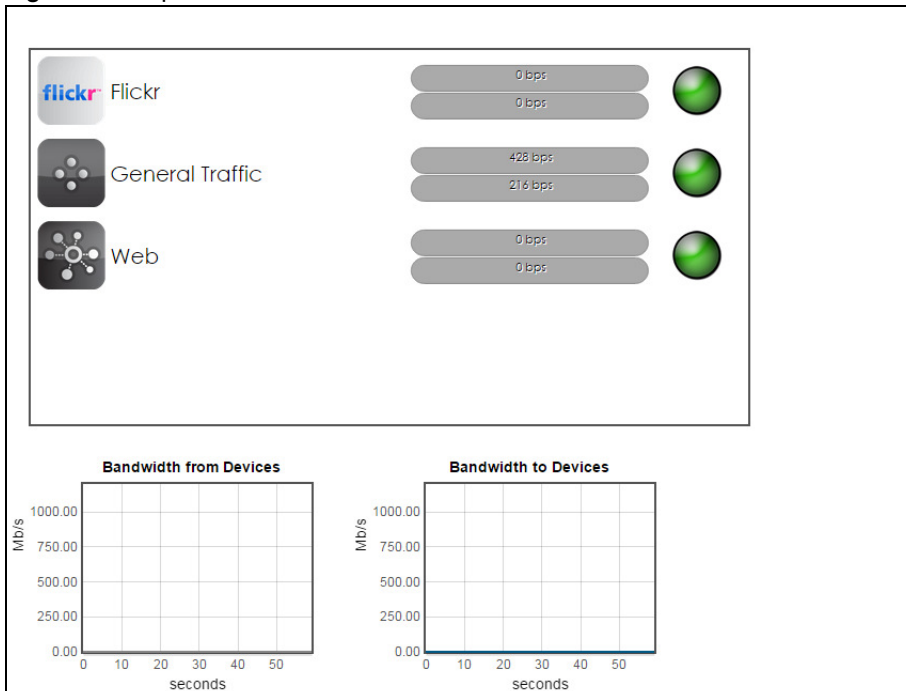 flickr Flickr
0 bps
0 bps
General Traffic
428 bps
216 bps
Web
0 bps
0 bps
Bandwidth from Devices
Mb/s
1000.00
750.00
500.00
250.00
0.00
0 10 20 30 40 50
seconds
Bandwidth to Devices
Mb/s
1000.00
750.00
500.00
250.00
0.00
0 10 20 30 40 50
seconds